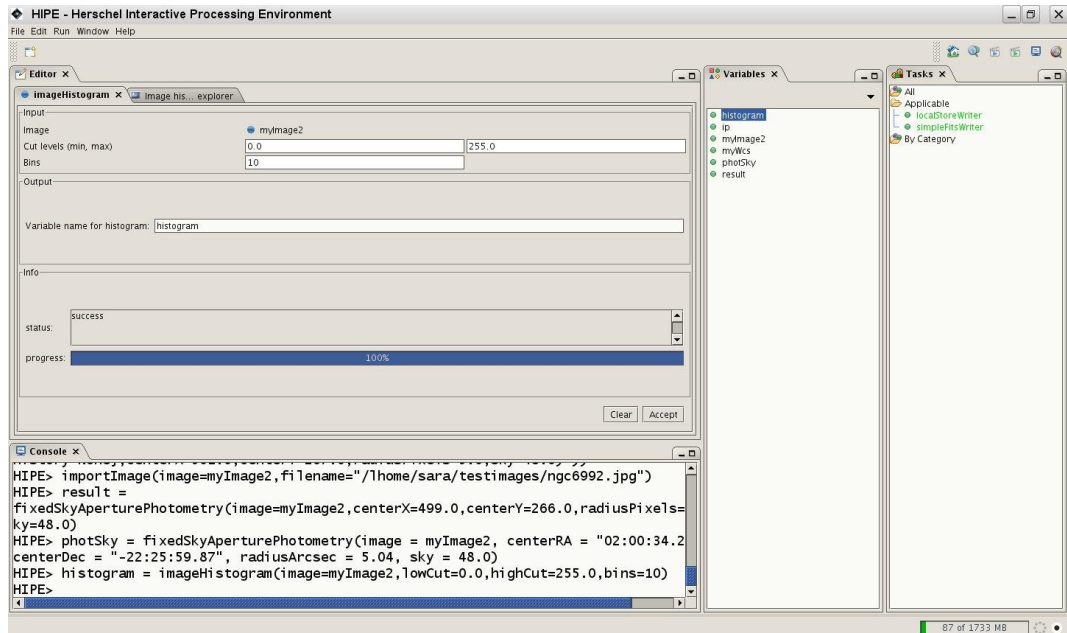 HIPE - Herschel Interactive Processing Environment
File Edit Run Window Help
Editor
imageHistogram
Image his... explorer
Input
Image
myImage2
Cut levels (min, max)
0.0
255.0
Bins
10
Output
Variable name for histogram:
histogram
Info
status:
success
progress:
100%
Clear
Accept
Variables
histogram
ip
myImage2
myWcs
photSky
result
Tasks
All
Applicable
localStoreWriter
simpleFitsWriter
By Category
Console
HIPE> importImage(image=myImage2,filename="/lhome/sara/testimages/ngc6992.jpg")
HIPE> result =
fixedSkyAperturePhotometry(image=myImage2,centerX=499.0,centerY=266.0,radiusPixels=
ky=48.0)
HIPE> photSky = fixedSkyAperturePhotometry(image = myImage2, centerRA = "02:00:34.2
centerDec = "-22:25:59.87", radiusArcsec = 5.04, sky = 48.0)
HIPE> histogram = imageHistogram(image=myImage2,lowCut=0.0,highCut=255.0,bins=10)
HIPE>
87 of 1733 MB